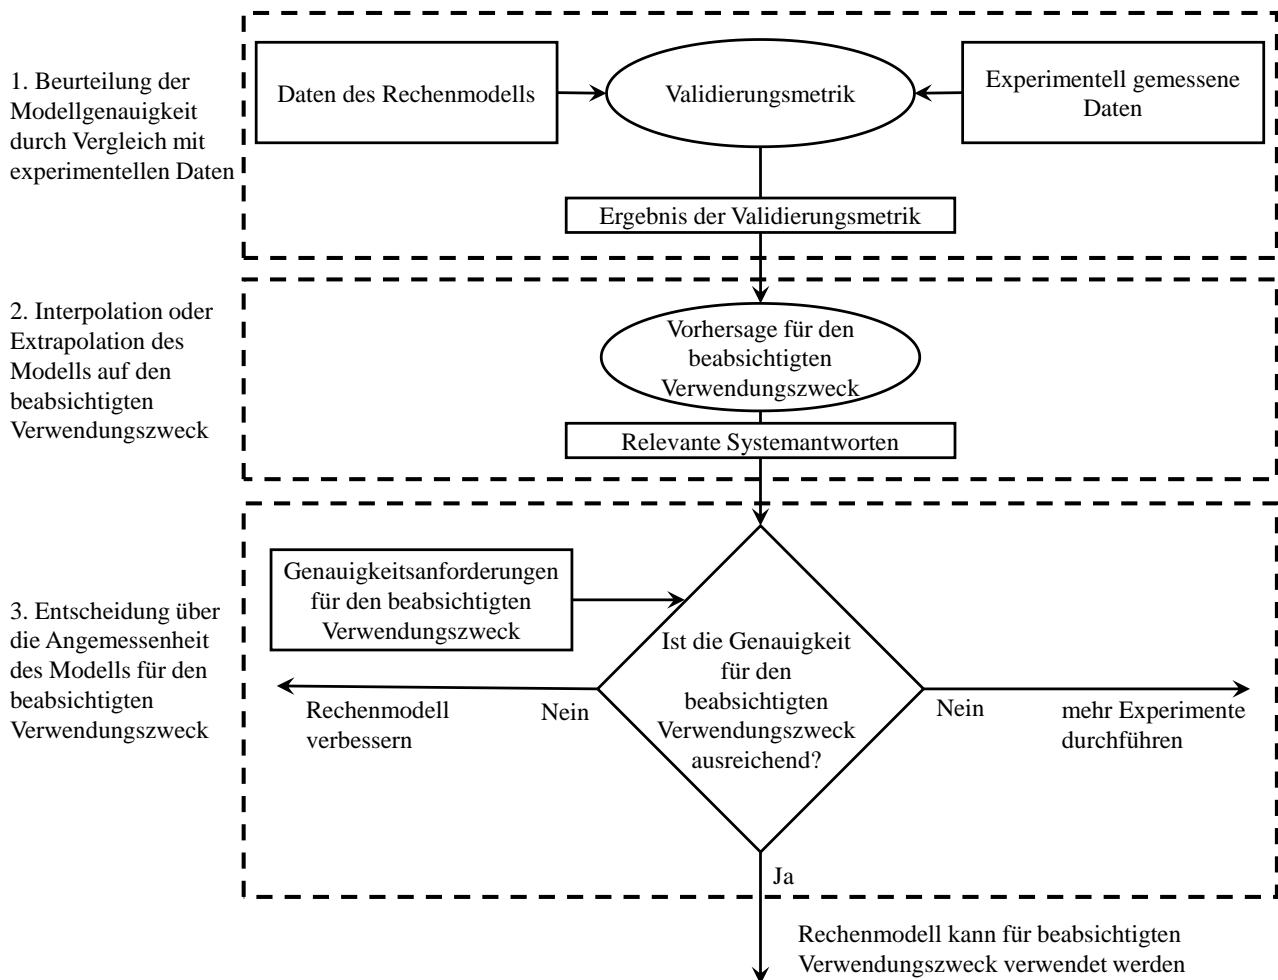 1. Beurteilung der
Modellgenauigkeit
durch Vergleich mit
experimentellen Daten
Daten des Rechenmodells
Validierungsmetrik
Experimentell gemessene
Daten
Ergebnis der Validierungsmetrik
2. Interpolation oder
Extrapolation des
Modells auf den
beabsichtigten
Verwendungszweck
Vorhersage für den
beabsichtigten
Verwendungszweck
Relevante Systemantworten
3. Entscheidung über
die Angemessenheit
des Modells für den
beabsichtigten
Verwendungszweck
Genauigkeitsanforderungen
für den beabsichtigten
Verwendungszweck
Ist die Genauigkeit
für den
beabsichtigten
Verwendungszweck
ausreichend?
Nein
Rechenmodell
verbessern
Nein
mehr Experimente
durchführen
Ja
Rechenmodell kann für beabsichtigten
Verwendungszweck verwendet werden